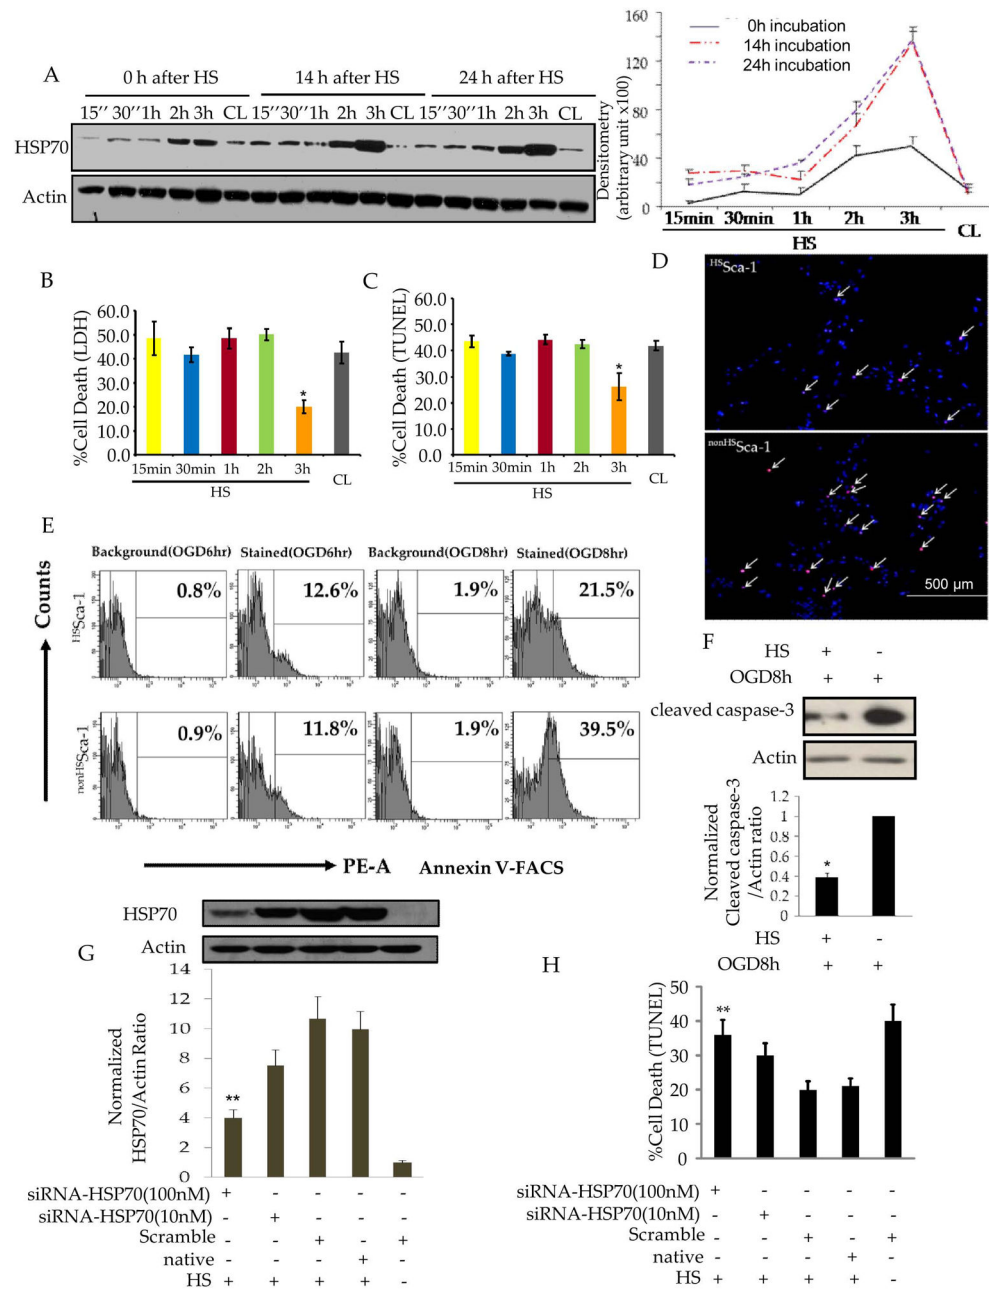 A
0 h after HS 14 h after HS 24 h after HS
15′′ 30′′ 1h 2h 3h CL 15′′ 30′′ 1h 2h 3h CL 15′′ 30′′ 1h 2h 3h CL
HSP70
Actin
160
120
80
40
0
Densitometry
(arbitrary unit x100)
0h incubation
14h incubation
24h incubation
15min 30min 1h 2h 3h CL
HS
B
%Cell Death (LDH)
60.0
50.0
40.0
30.0
20.0
10.0
0.0
*
15min 30min 1h 2h 3h CL
HS
C
%Cell Death (TUNEL)
60.0
50.0
40.0
30.0
20.0
10.0
0.0
*
15min 30min 1h 2h 3h CL
HS
D
HSSca-1
nonHSSca-1
500 μm
E
Background(OGD6hr) Stained(OGD6hr) Background(OGD8hr) Stained(OGD8hr)
Counts
HSSca-1
0.8% 12.6% 1.9% 21.5%
nonHSSca-1
0.9% 11.8% 1.9% 39.5%
PE-A Annexin V-FACS
F
HS + -
OGD8h + +
cleaved caspase-3
Actin
Normalized
Cleaved caspase-3
/Actin ratio
1.2
1
0.8
0.6
0.4
0.2
0
*
HS + -
OGD8h + +
G
HSP70
Actin
Normalized
HSP70/Actin Ratio
14
12
10
8
6
4
2
0
**
siRNA-HSP70(100nM) + - - - -
siRNA-HSP70(10nM) - + - - -
Scramble - - + - +
native - - - + -
HS + + + + -
H
%Cell Death (TUNEL)
50
40
30
20
10
0
**
siRNA-HSP70(100nM) + - - - -
siRNA-HSP70(10nM) - + - - -
Scramble - - + - +
native - - - + -
HS + + + + -